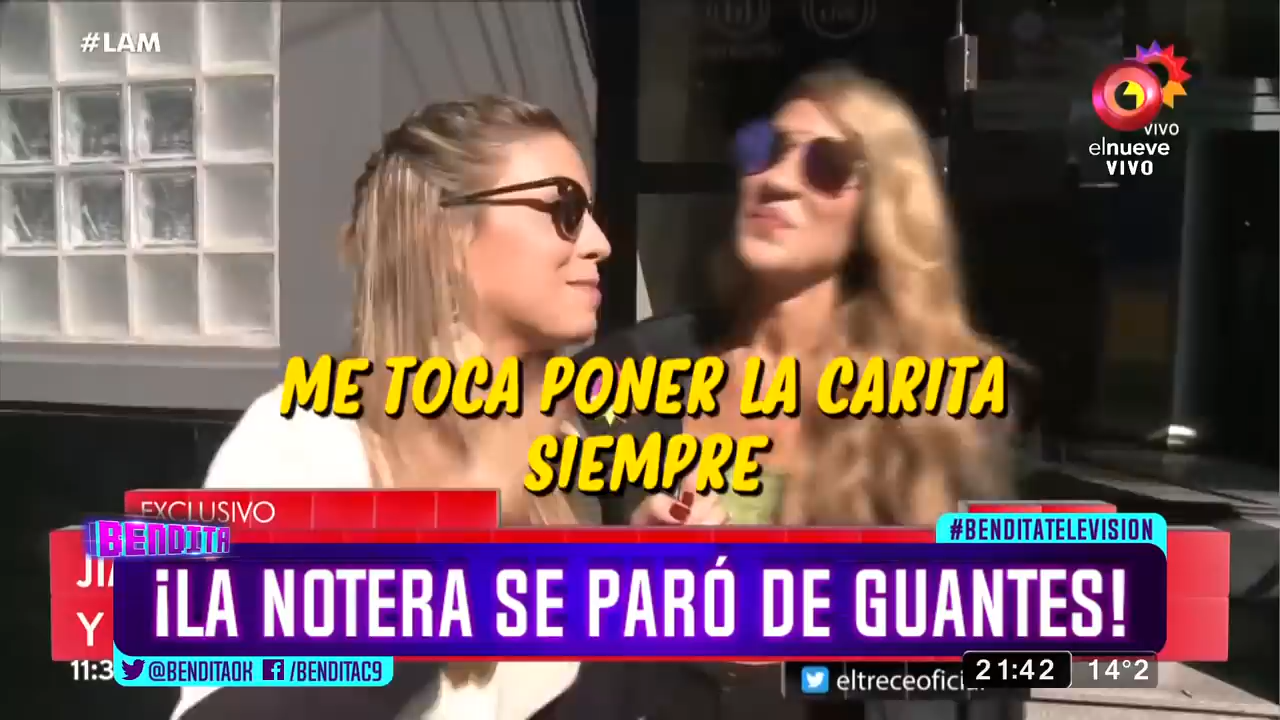 #LAM
VIVO
elnueve
VIVO
ME TOCA PONER LA CARITA
SIEMPRE
EXCLUSIVO
BENDITA
#BENDITATELEVISION
¡LA NOTERA SE PARÓ DE GUANTES!
Y
@BENDITAOK /BENDITAC9
eltreceofici
21:42 14°2